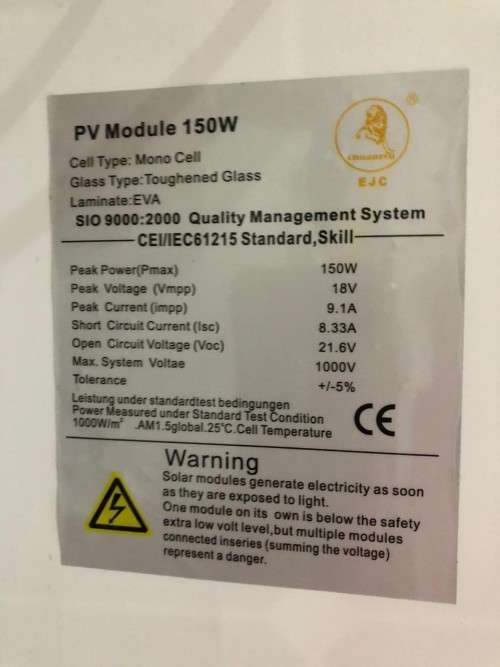 PV Module 150W
®
EJC
Cell Type: Mono Cell
Glass Type:Toughened Glass
Laminate:EVA
SIO 9000:2000 Quality Management System
CEI/IEC61215 Standard,Skill
Peak Power(Pmax) 150W
Peak Voltage (Vmpp) 18V
Peak Current (impp) 9.1A
Short Circuit Current (Isc) 8.33A
Open Circuit Voltage (Voc) 21.6V
Max. System Voltae 1000V
Tolerance +/-5%
Leistung under standardtest bedingungen
Power Measured under Standard Test Condition
1000W/m² .AM1.5global.25°C.Cell Temperature
CE
Warning
Solar modules generate electricity as soon
as they are exposed to light.
One module on its own is below the safety
extra low volt level,but multiple modules
connected inseries (summing the voltage)
represent a danger.